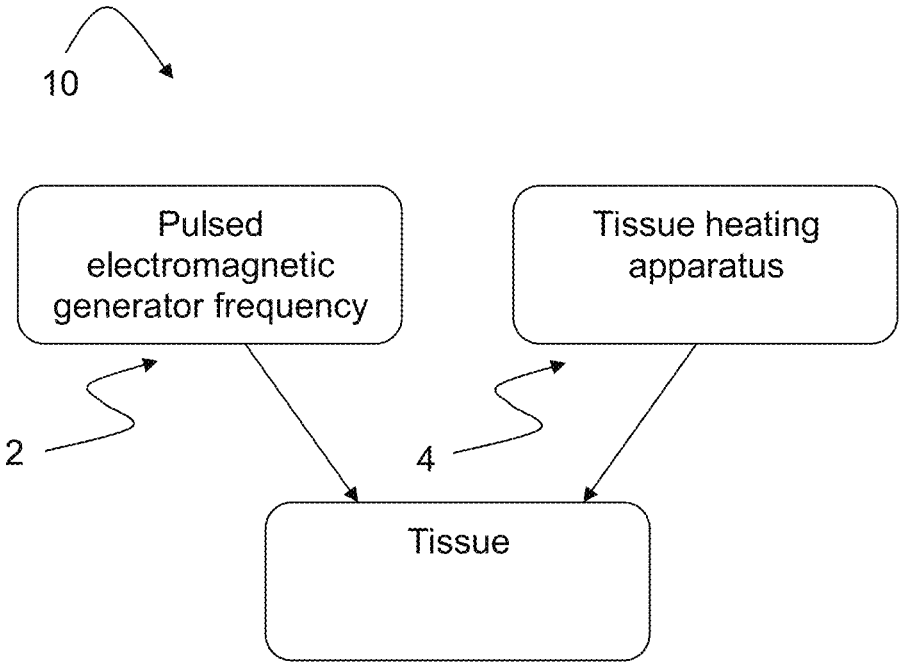 10
Pulsed
electromagnetic
generator frequency
Tissue heating
apparatus
2
4
Tissue